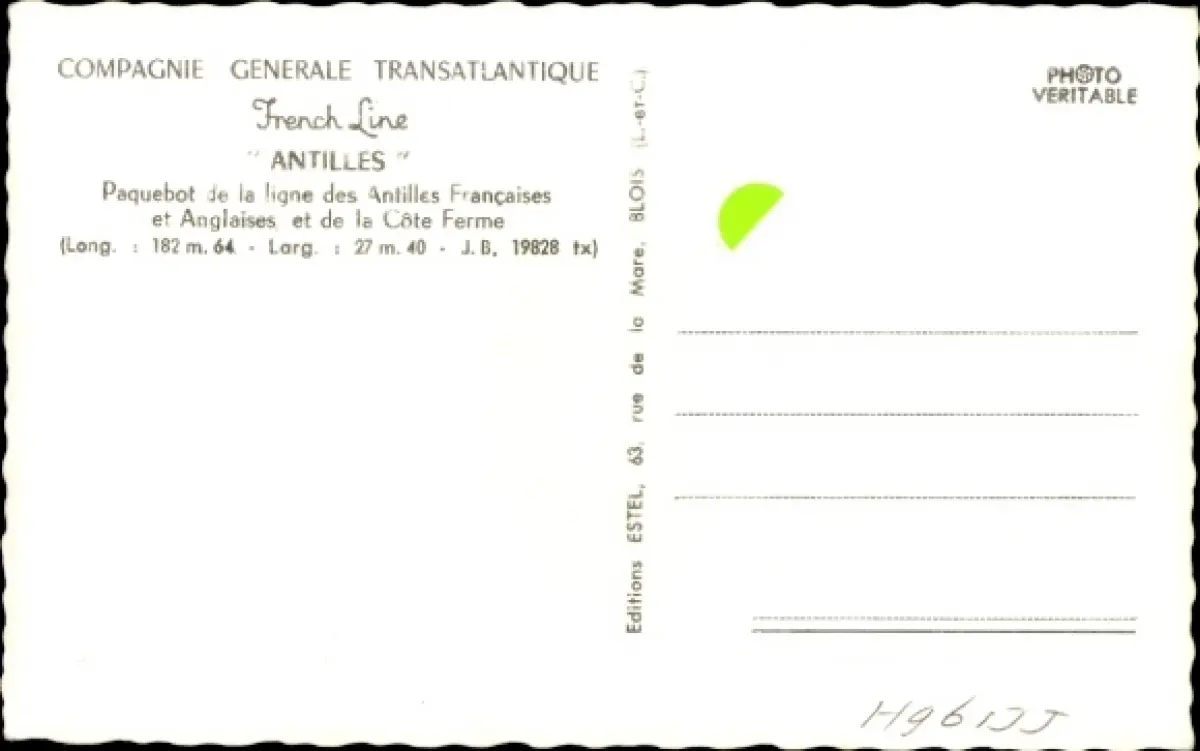 COMPAGNIE GENERALE TRANSATLANTIQUE
French Line
" ANTILLES "
Paquebot de la ligne des Antilles Françaises
et Anglaises et de la Côte Ferme
(Long. : 182 m. 64 - Larg. : 27 m. 40 - J. B. 19828 tx)
Editions ESTEL, 63, rue de la Mare, BLOIS (L.-et-C.)
PHOTO
VERITABLE